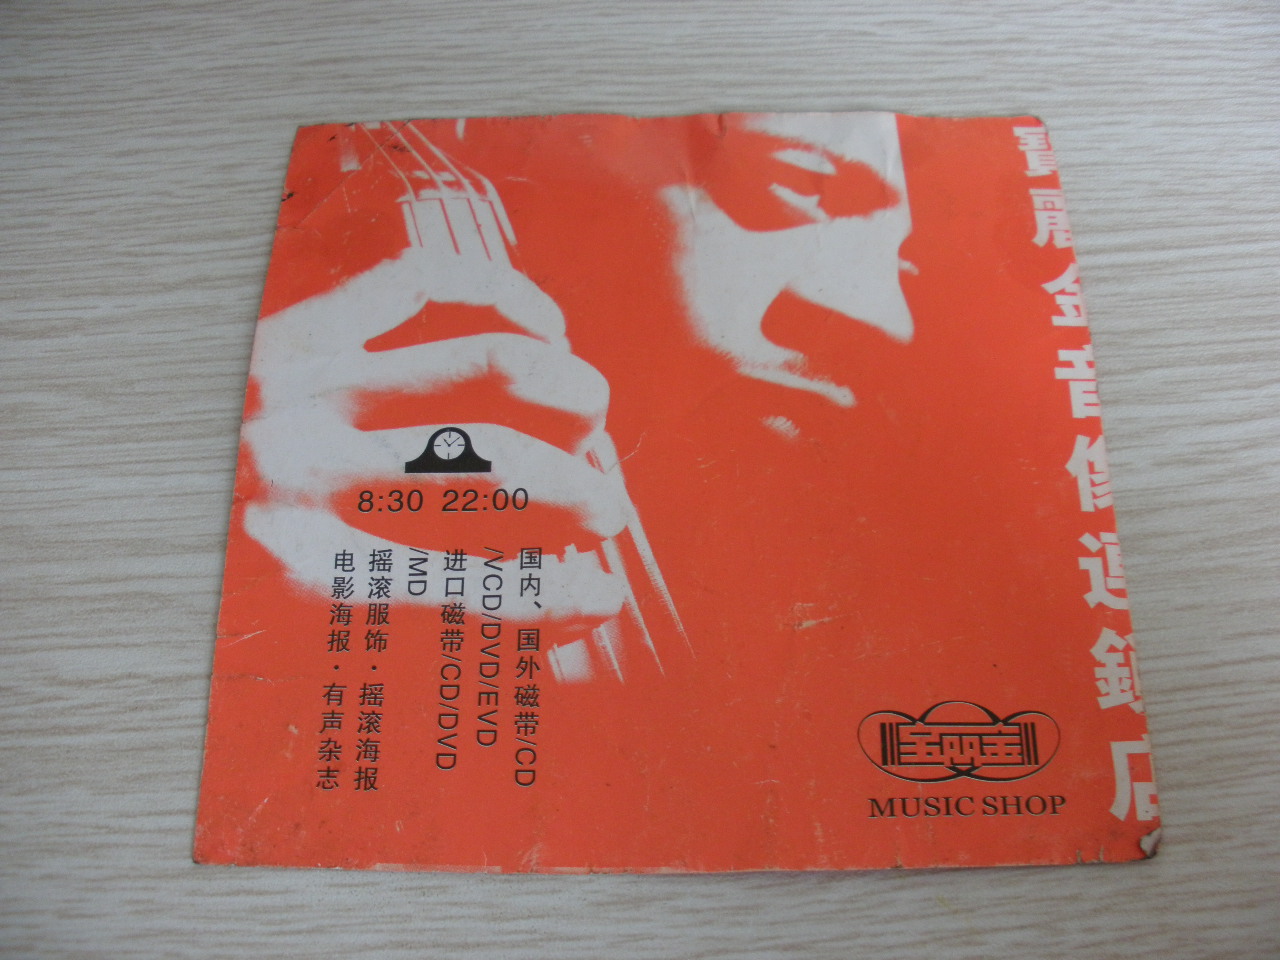 寶麗金音像連鎖店
8:30 22:00
国内、国外磁带/CD
/VCD/DVD/EVD
进口磁带/CD/DVD
/MD
摇滚服饰·摇滚海报
电影海报·有声杂志
MUSIC SHOP